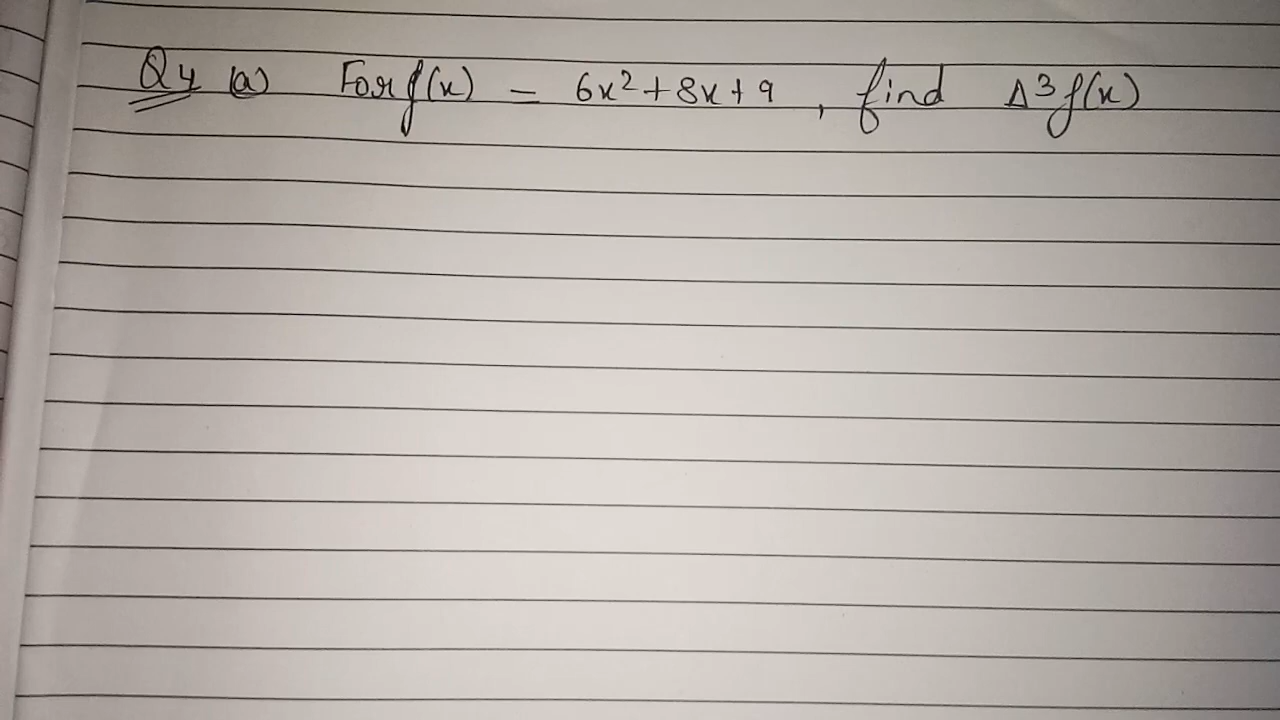 Q4 (a) For f(x) = 6x²+8x+9, find Δ³f(x)